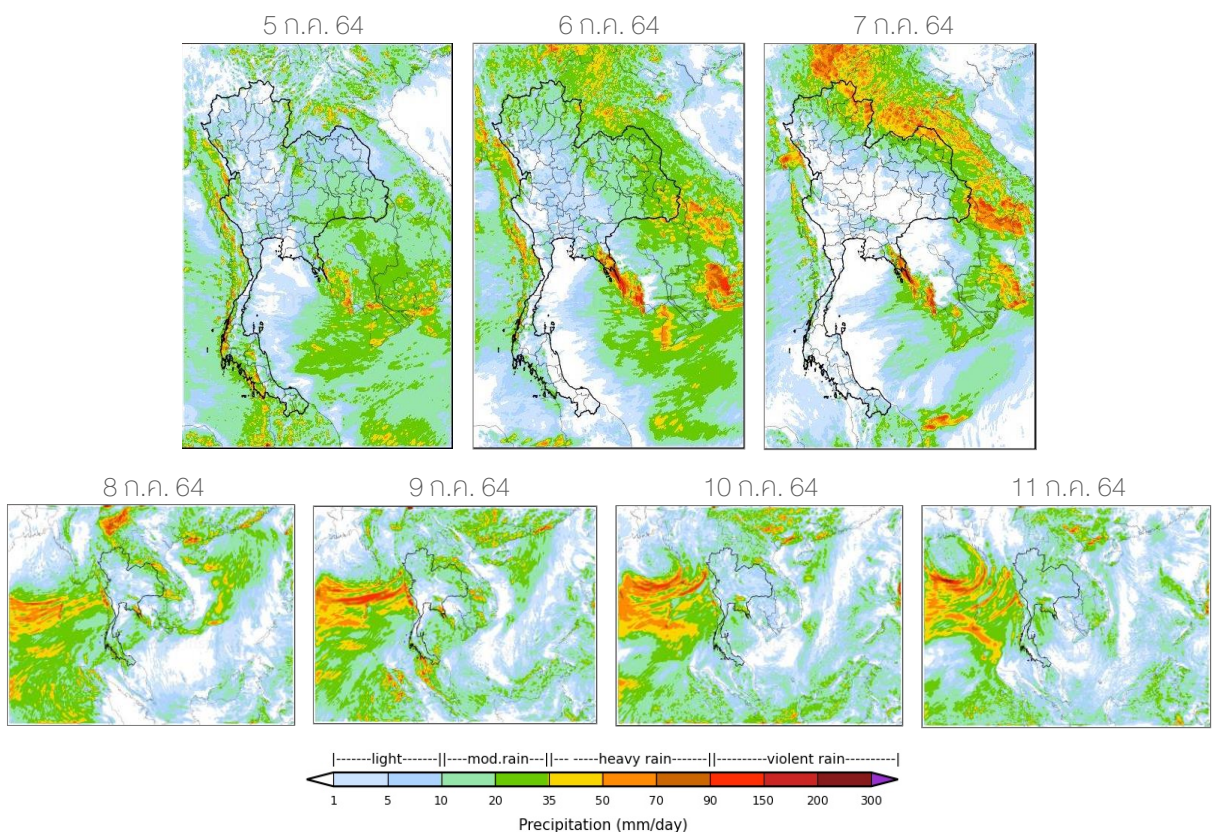 5 ก.ค. 64
6 ก.ค. 64
7 ก.ค. 64
8 ก.ค. 64
9 ก.ค. 64
10 ก.ค. 64
11 ก.ค. 64
|-------light-------||----mod.rain---||--- -------heavy rain-------||---------violent rain-----------|
1 5 10 20 35 50 70 90 150 200 300
Precipitation (mm/day)